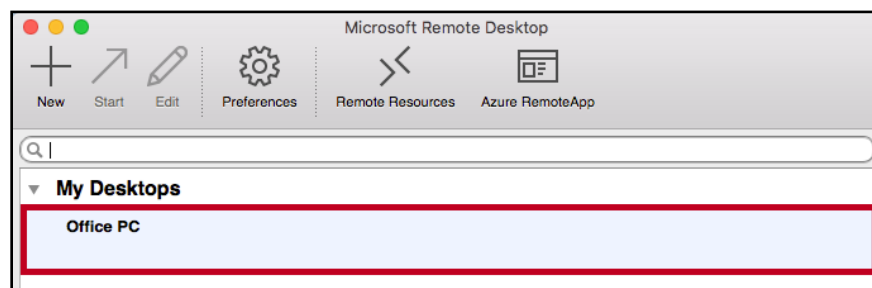 Microsoft Remote Desktop
New Start Edit Preferences Remote Resources Azure RemoteApp
My Desktops
Office PC